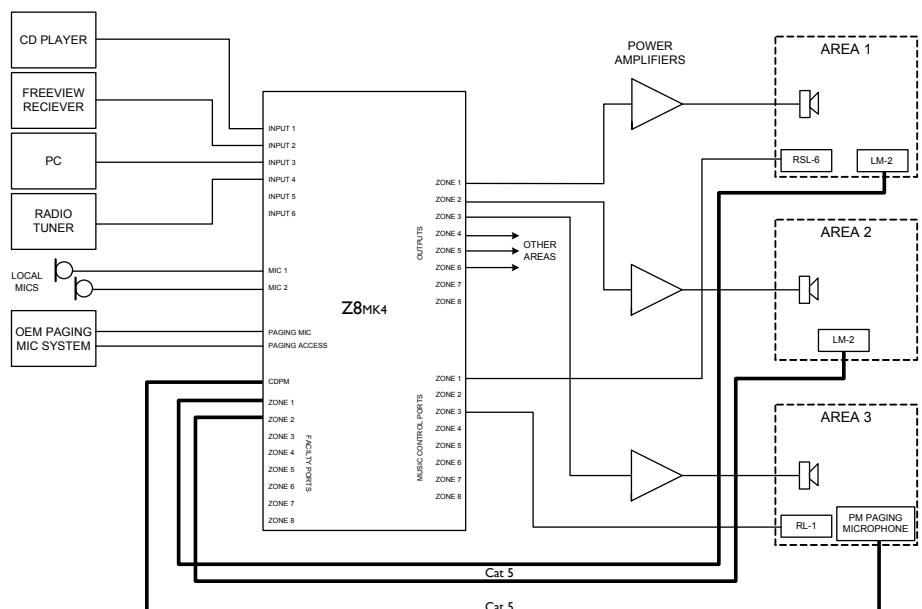 CD PLAYER
FREEVIEW
RECIEVER
PC
RADIO
TUNER
LOCAL
MICS
OEM PAGING
MIC SYSTEM
INPUT 1
INPUT 2
INPUT 3
INPUT 4
INPUT 5
INPUT 6
MIC 1
MIC 2
PAGING MIC
PAGING ACCESS
CDPM
ZONE 1
ZONE 2
ZONE 3
ZONE 4
ZONE 5
ZONE 6
ZONE 7
ZONE 8
FACILTY PORTS
Z8MK4
OUTPUTS
ZONE 1
ZONE 2
ZONE 3
ZONE 4
ZONE 5
ZONE 6
ZONE 7
ZONE 8
MUSIC CONTROL PORTS
ZONE 1
ZONE 2
ZONE 3
ZONE 4
ZONE 5
ZONE 6
ZONE 7
ZONE 8
OTHER
AREAS
POWER
AMPLIFIERS
AREA 1
RSL-6
LM-2
AREA 2
LM-2
AREA 3
RL-1
PM PAGING
MICROPHONE
Cat 5
Cat 5